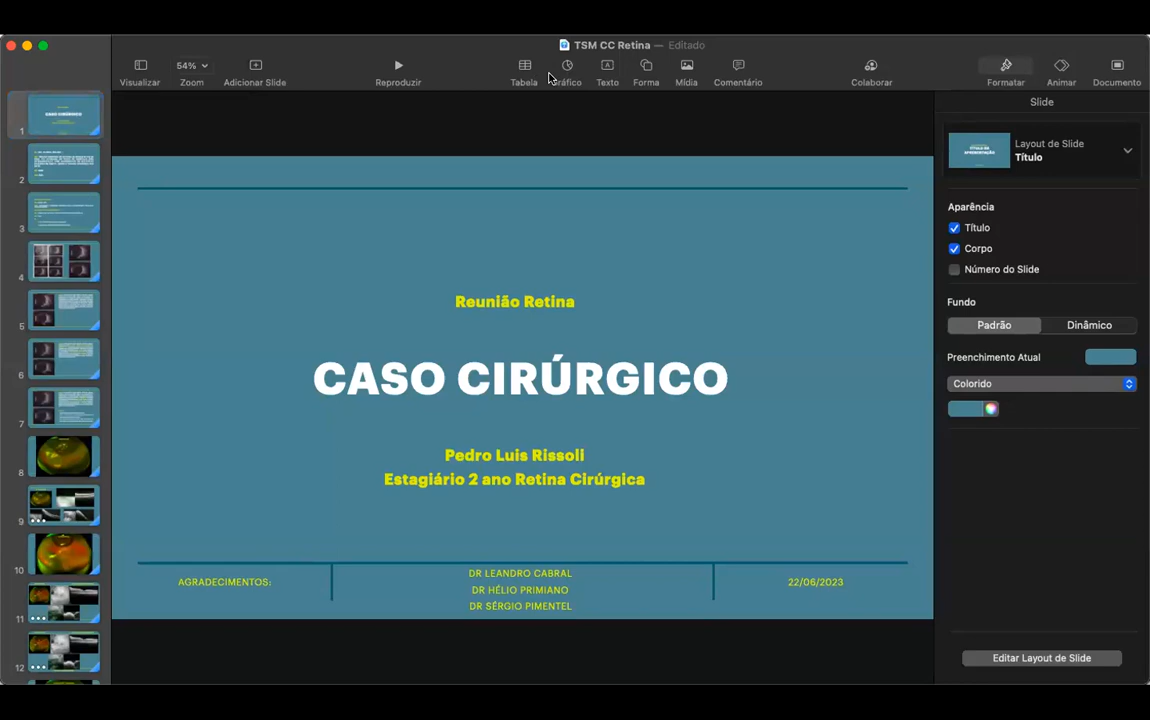 TSM CC Retina — Editado
Visualizar
54%
Zoom
Adicionar Slide
Reproduzir
Tabela
Gráfico
Texto
Forma
Mídia
Comentário
Colaborar
Formatar
Animar
Documento
Slide
Layout de Slide
Título
Aparência
Título
Corpo
Número do Slide
Fundo
Padrão
Dinâmico
Preenchimento Atual
Colorido
Editar Layout de Slide
1
2
3
4
5
6
7
8
9
10
11
12
CASO CIRÚRGICO
Reunião Retina
CASO CIRÚRGICO
Pedro Luis Rissoli
Estagiário 2 ano Retina Cirúrgica
AGRADECIMENTOS:
DR LEANDRO CABRAL
DR HÉLIO PRIMIANO
DR SÉRGIO PIMENTEL
22/06/2023